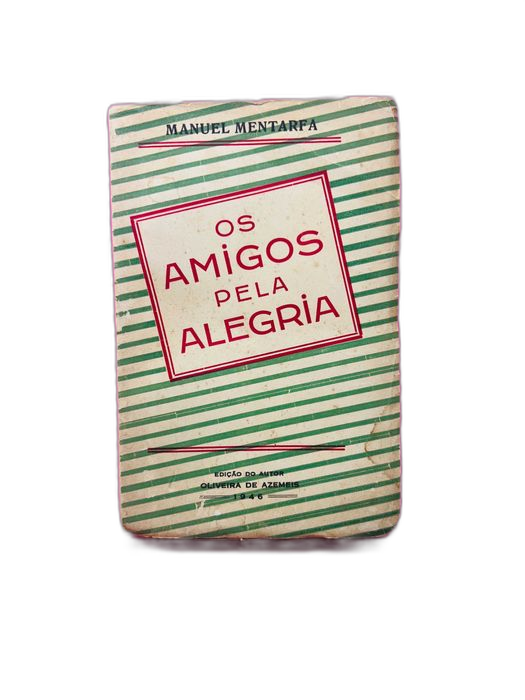 MANUEL MENTARFA
OS
AMiGOS
PELA
ALEGRiA
EDIÇÃO DO AUTOR
OLIVEIRA DE AZEMEIS
1946